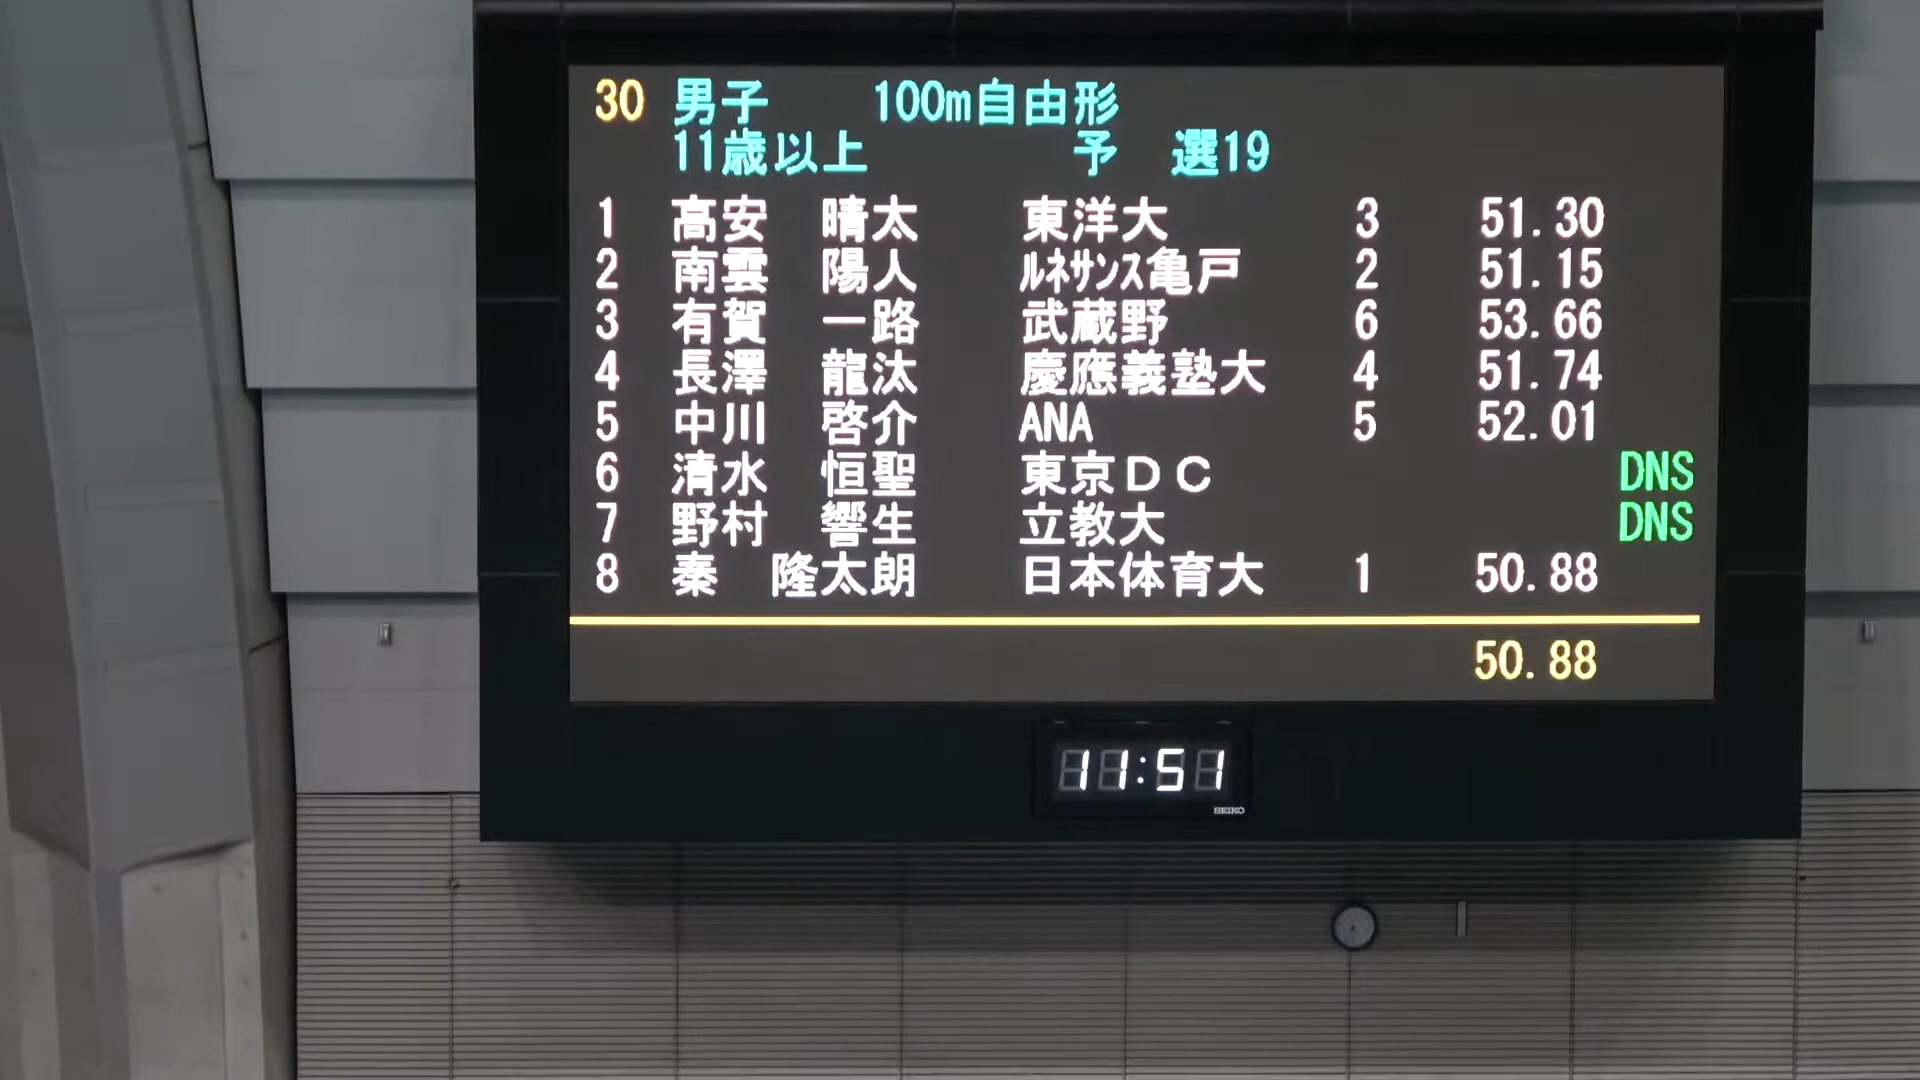 30 男子 100m自由形
11歳以上 予 選19
1 高安 晴太 東洋大 3 51.30
2 南雲 陽人 ﾙﾈｻﾝｽ亀戸 2 51.15
3 有賀 一路 武蔵野 6 53.66
4 長澤 龍汰 慶應義塾大 4 51.74
5 中川 啓介 ANA 5 52.01
6 清水 恒聖 東京ＤＣ DNS
7 野村 響生 立教大 DNS
8 秦 隆太朗 日本体育大 1 50.88
50.88
11:51
SEIKO